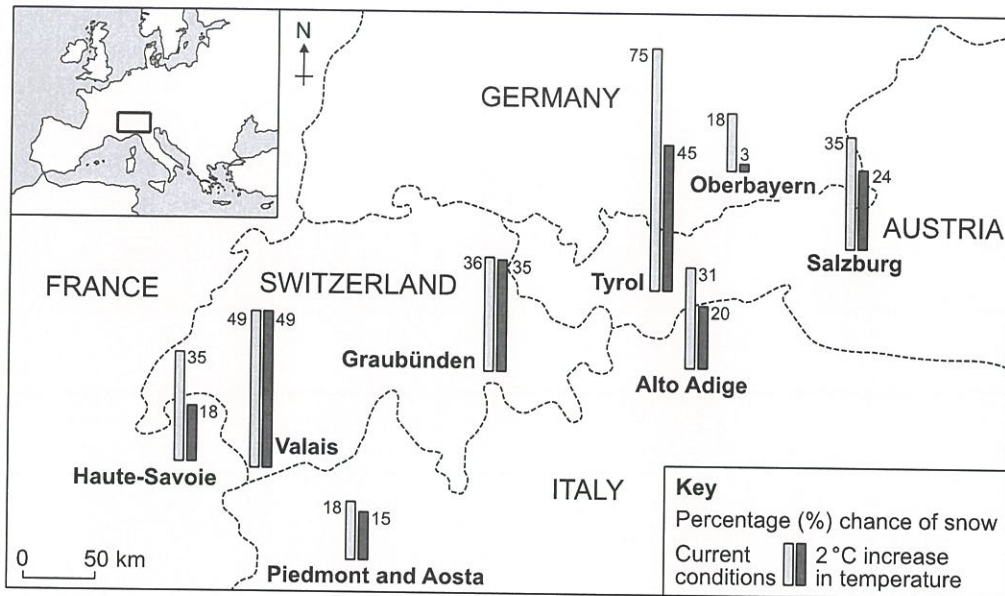 N
GERMANY
75
45
18
3
Oberbayern
35
24
AUSTRIA
Salzburg
FRANCE
SWITZERLAND
36
35
Tyrol
31
20
49
49
Graubünden
Alto Adige
35
18
Valais
Haute-Savoie
ITALY
18
15
0 50 km
Piedmont and Aosta
Key
Percentage (%) chance of snow
Current conditions
2 °C increase in temperature